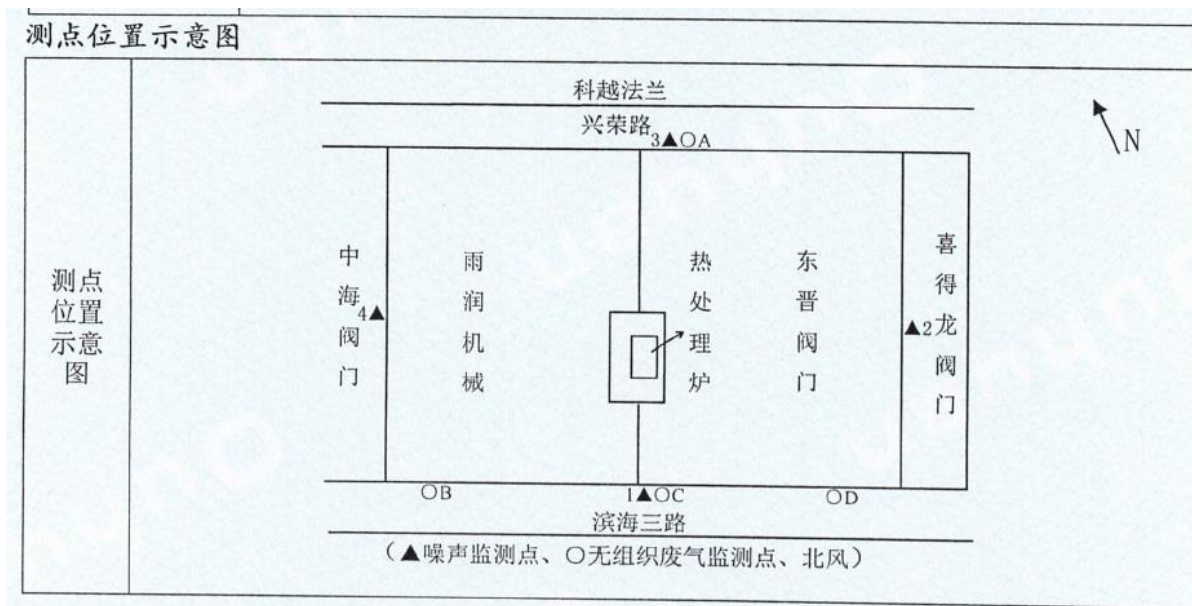 测点位置示意图
科越法兰
兴荣路
3▲○A
N
测点
位置
示意
图
中海阀门
4▲
雨润机械
热处理炉
东晋阀门
▲2
喜得龙阀门
○B
1▲○C
○D
滨海三路
（▲噪声监测点、○无组织废气监测点、北风）